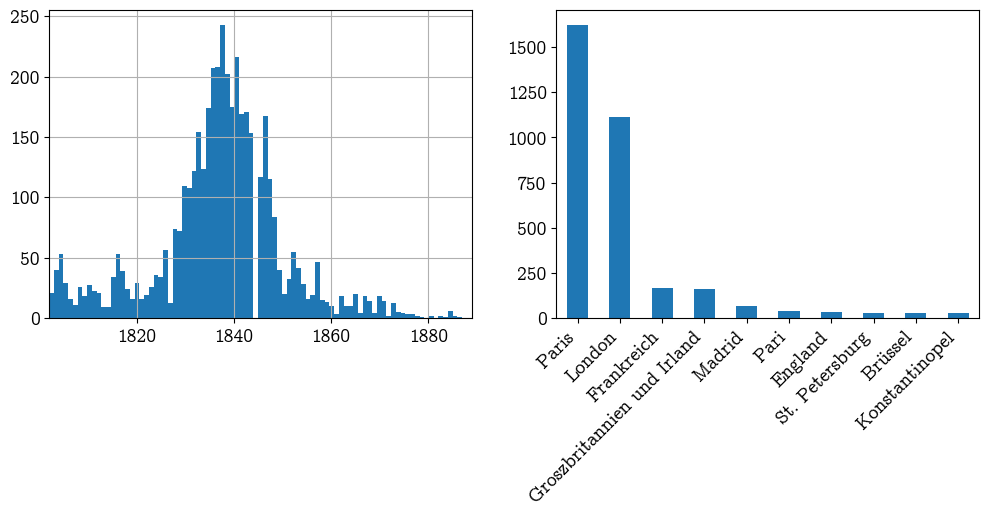 250
200
150
100
50
0
1820 1840 1860 1880
1500
1250
1000
750
500
250
0
Paris
London
Frankreich
Groszbritannien und Irland
Madrid
Pari
England
St. Petersburg
Brüssel
Konstantinopel